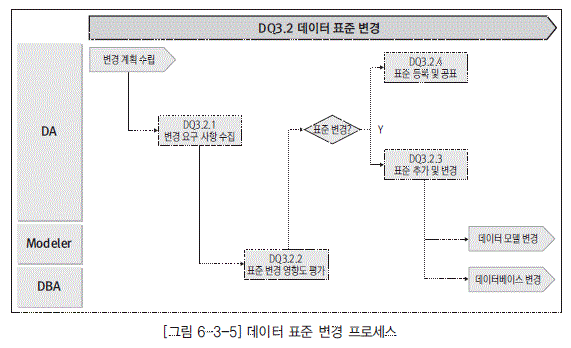 DQ3.2 데이터 표준 변경
변경 계획 수립
DQ3.2.4
표준 등록 및 공표
DA
DQ3.2.1
변경 요구 사항 수집
표준 변경?
Y
DQ3.2.3
표준 추가 및 변경
Modeler
데이터 모델 변경
DQ3.2.2
표준 변경 영향도 평가
DBA
데이터베이스 변경
[그림 6-3-5] 데이터 표준 변경 프로세스